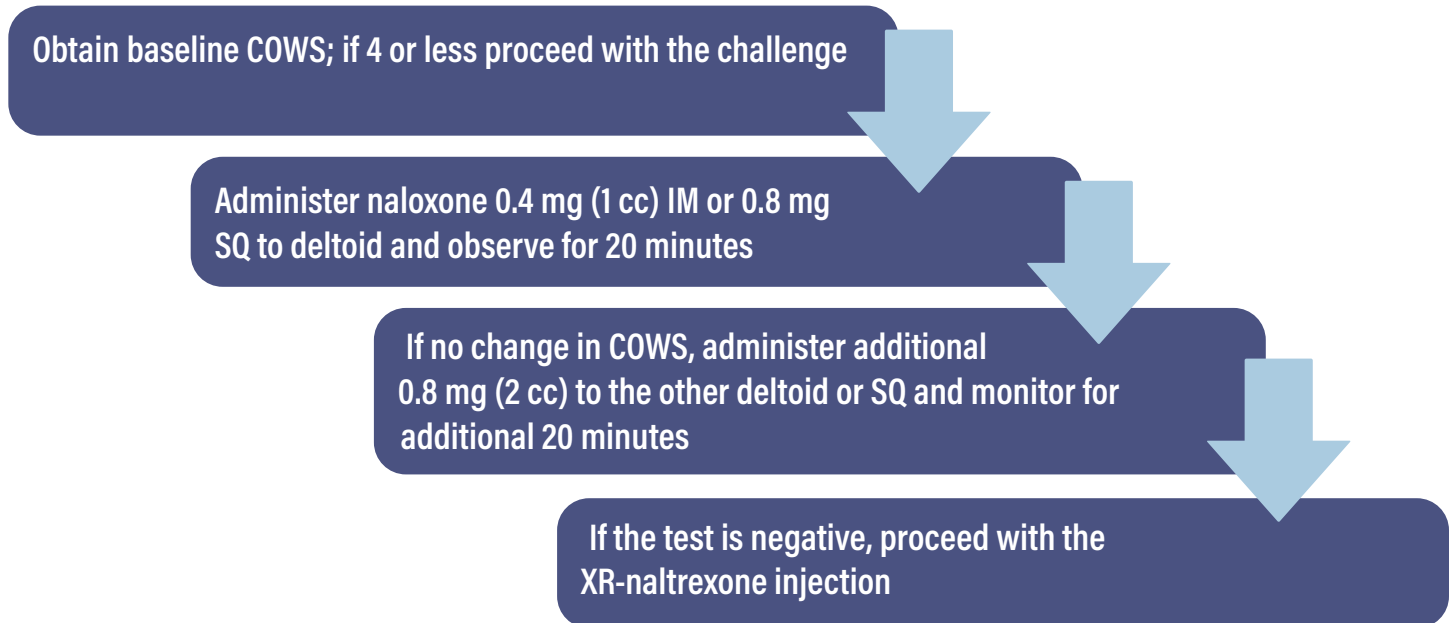 Obtain baseline COWS; if 4 or less proceed with the challenge
Administer naloxone 0.4 mg (1 cc) IM or 0.8 mg
SQ to deltoid and observe for 20 minutes
If no change in COWS, administer additional
0.8 mg (2 cc) to the other deltoid or SQ and monitor for
additional 20 minutes
If the test is negative, proceed with the
XR-naltrexone injection